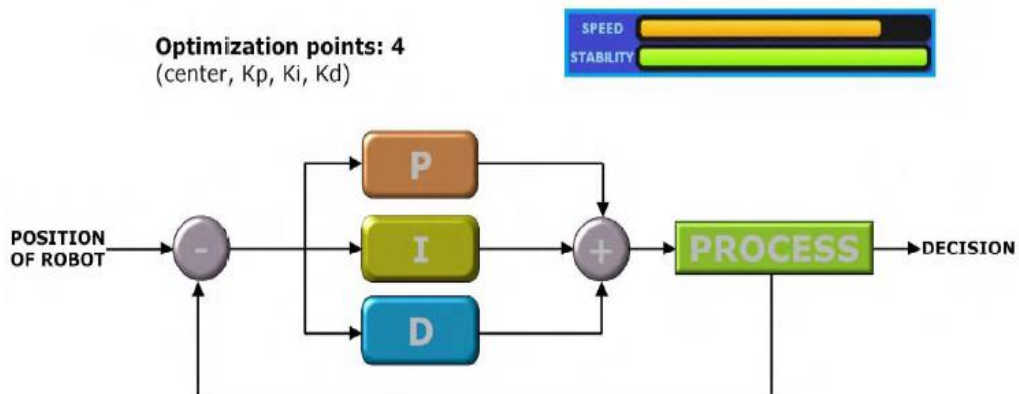 Optimization points: 4
(center, Kp, Ki, Kd)
SPEED
STABILITY
P
POSITION
OF ROBOT
-
I
+
PROCESS
DECISION
D